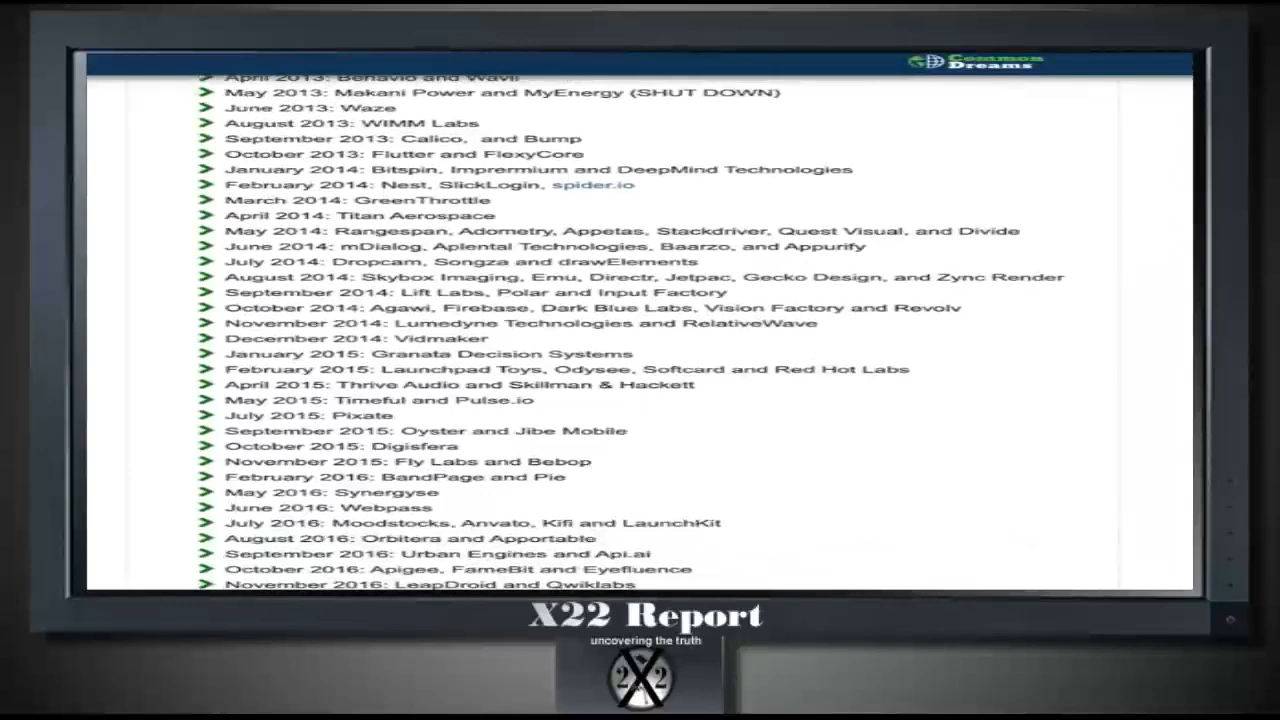 Common
Dreams
April 2013: Behavio and Wavii
May 2013: Makani Power and MyEnergy (SHUT DOWN)
June 2013: Waze
August 2013: WIMM Labs
September 2013: Calico, and Bump
October 2013: Flutter and FlexyCore
January 2014: Bitspin, Imprermium and DeepMind Technologies
February 2014: Nest, SlickLogin, spider.io
March 2014: GreenThrottle
April 2014: Titan Aerospace
May 2014: Rangespan, Adometry, Appetas, Stackdriver, Quest Visual, and Divide
June 2014: mDialog, Aplental Technologies, Baarzo, and Appurify
July 2014: Dropcam, Songza and drawElements
August 2014: Skybox Imaging, Emu, Directr, Jetpac, Gecko Design, and Zync Render
September 2014: Lift Labs, Polar and Input Factory
October 2014: Agawi, Firebase, Dark Blue Labs, Vision Factory and Revolv
November 2014: Lumedyne Technologies and RelativeWave
December 2014: Vidmaker
January 2015: Granata Decision Systems
February 2015: Launchpad Toys, Odysee, Softcard and Red Hot Labs
April 2015: Thrive Audio and Skillman & Hackett
May 2015: Timeful and Pulse.io
July 2015: Pixate
September 2015: Oyster and Jibe Mobile
October 2015: Digisfera
November 2015: Fly Labs and Bebop
February 2016: BandPage and Pie
May 2016: Synergyse
June 2016: Webpass
July 2016: Moodstocks, Anvato, Kifi and LaunchKit
August 2016: Orbitera and Apportable
September 2016: Urban Engines and Api.ai
October 2016: Apigee, FameBit and Eyefluence
November 2016: LeapDroid and Qwiklabs
X22 Report
uncovering the truth
2X2